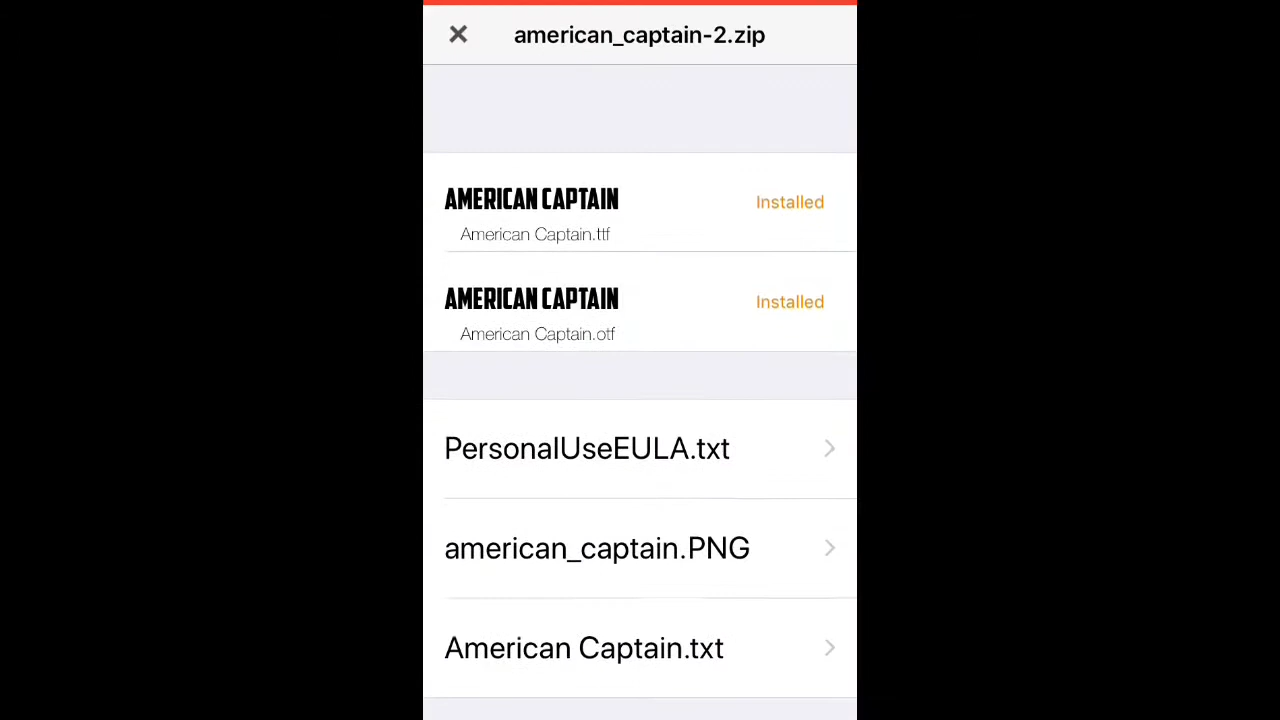 american_captain-2.zip
AMERICAN CAPTAIN
Installed
American Captain.ttf
AMERICAN CAPTAIN
Installed
American Captain.otf
PersonalUseEULA.txt
american_captain.PNG
American Captain.txt